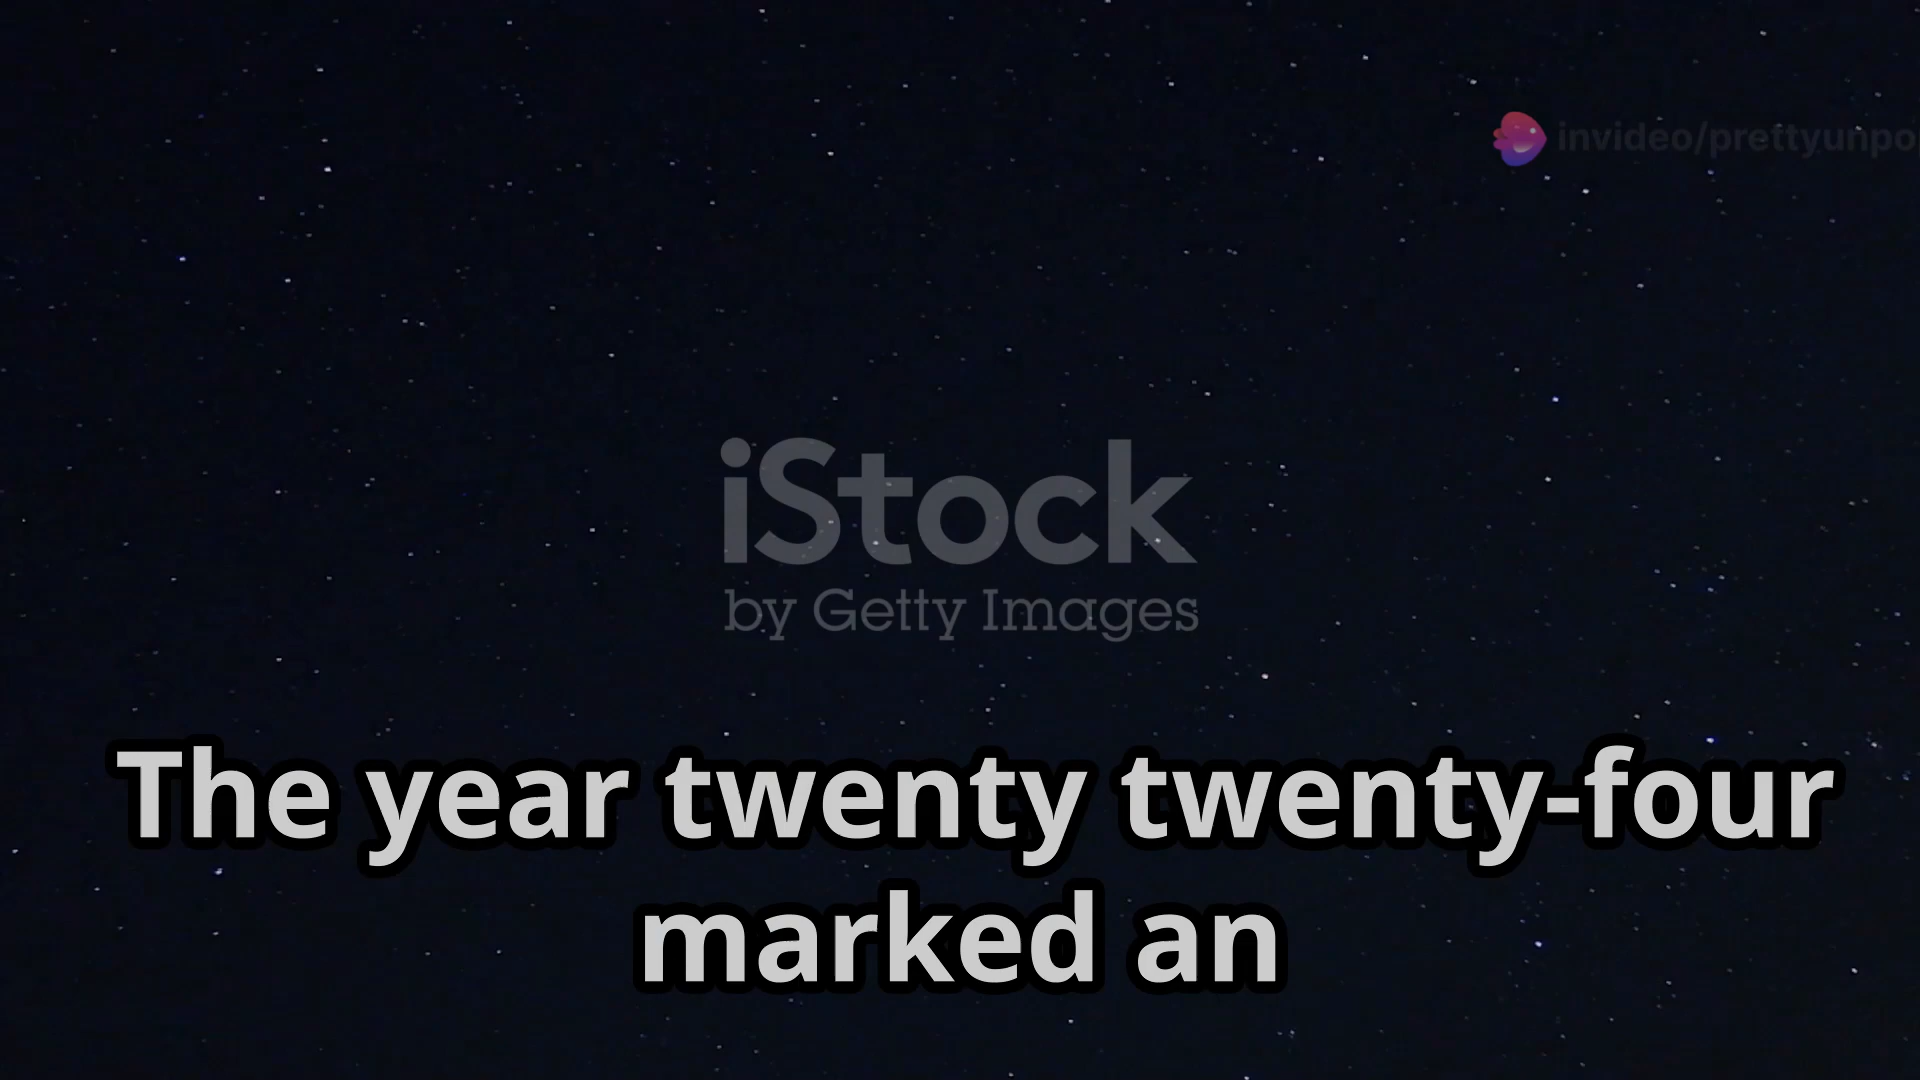 invideo/prettyunpo
iStock
by Getty Images
The year twenty twenty-four
marked an